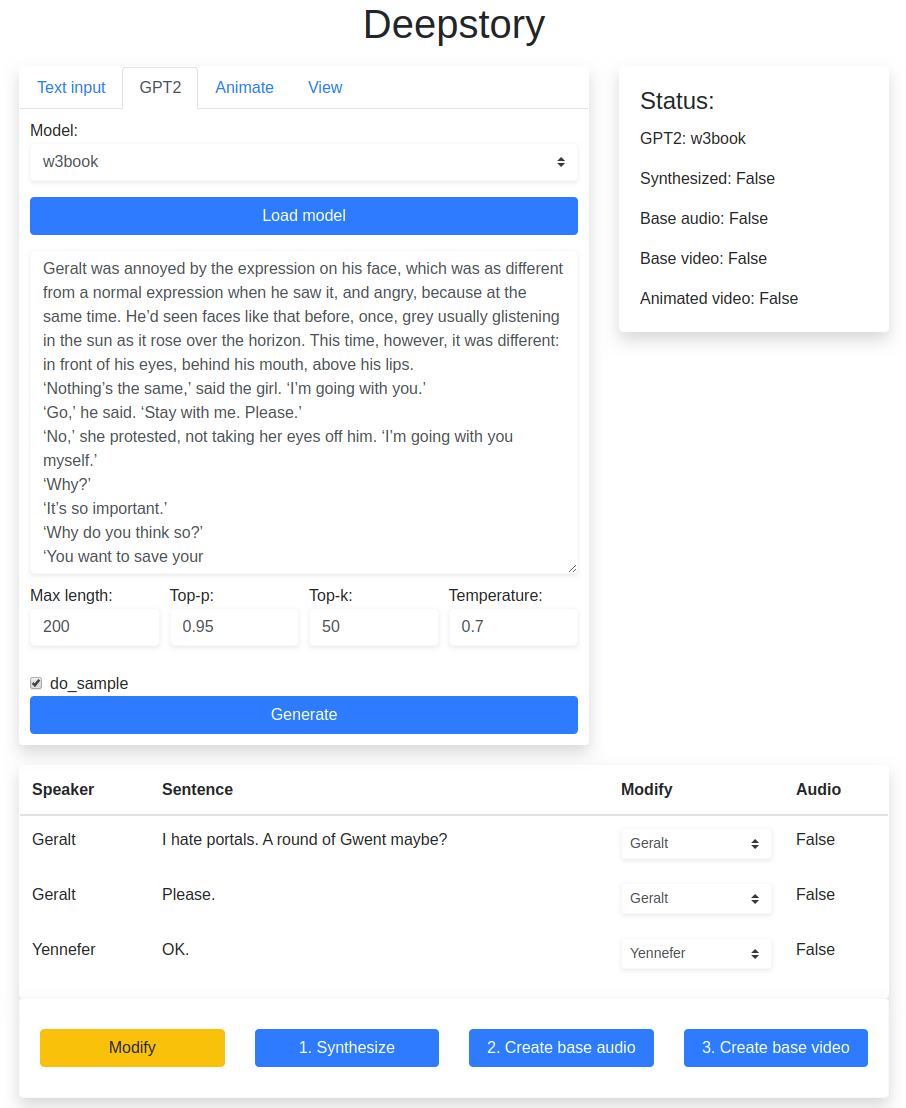 Deepstory
Text input GPT2 Animate View
Model:
w3book
Load model
Geralt was annoyed by the expression on his face, which was as different
from a normal expression when he saw it, and angry, because at the
same time. He’d seen faces like that before, once, grey usually glistening
in the sun as it rose over the horizon. This time, however, it was different:
in front of his eyes, behind his mouth, above his lips.
‘Nothing’s the same,’ said the girl. ‘I’m going with you.’
‘Go,’ he said. ‘Stay with me. Please.’
‘No,’ she protested, not taking her eyes off him. ‘I’m going with you
myself.’
‘Why?’
‘It’s so important.’
‘Why do you think so?’
‘You want to save your
Max length: Top-p: Top-k: Temperature:
200 0.95 50 0.7
do_sample
Generate
Status:
GPT2: w3book
Synthesized: False
Base audio: False
Base video: False
Animated video: False
Speaker Sentence Modify Audio
Geralt I hate portals. A round of Gwent maybe? Geralt False
Geralt Please. Geralt False
Yennefer OK. Yennefer False
Modify 1. Synthesize 2. Create base audio 3. Create base video